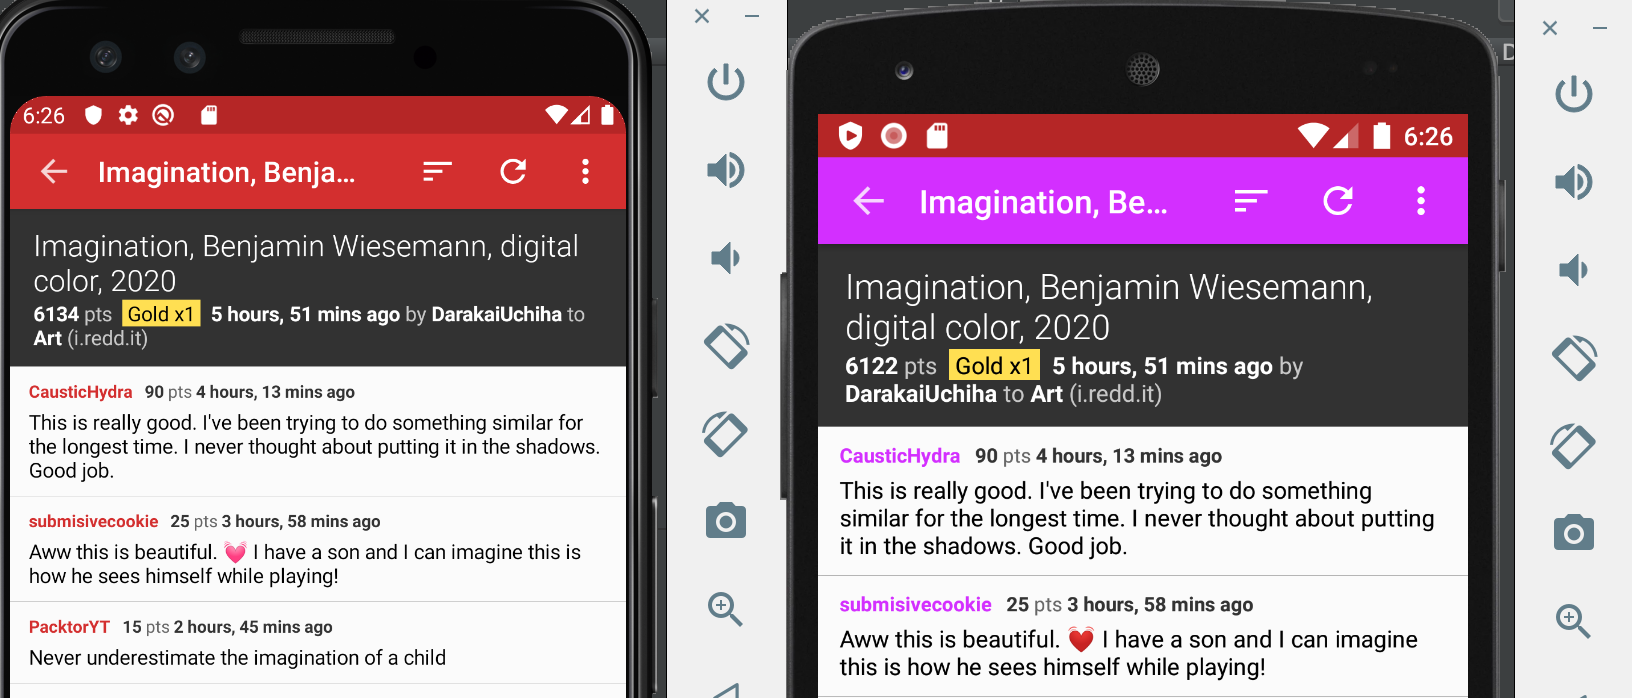 6:26
Imagination, Benja...
Imagination, Benjamin Wiesemann, digital
color, 2020
6134 pts Gold x1 5 hours, 51 mins ago by DarakaiUchiha to
Art (i.redd.it)
CausticHydra 90 pts 4 hours, 13 mins ago
This is really good. I've been trying to do something similar for
the longest time. I never thought about putting it in the shadows.
Good job.
submisivecookie 25 pts 3 hours, 58 mins ago
Aww this is beautiful. 💓 I have a son and I can imagine this is
how he sees himself while playing!
PacktorYT 15 pts 2 hours, 45 mins ago
Never underestimate the imagination of a child
6:26
Imagination, Be...
Imagination, Benjamin Wiesemann,
digital color, 2020
6122 pts Gold x1 5 hours, 51 mins ago by
DarakaiUchiha to Art (i.redd.it)
CausticHydra 90 pts 4 hours, 13 mins ago
This is really good. I've been trying to do something
similar for the longest time. I never thought about putting
it in the shadows. Good job.
submisivecookie 25 pts 3 hours, 58 mins ago
Aww this is beautiful. 💓 I have a son and I can imagine
this is how he sees himself while playing!